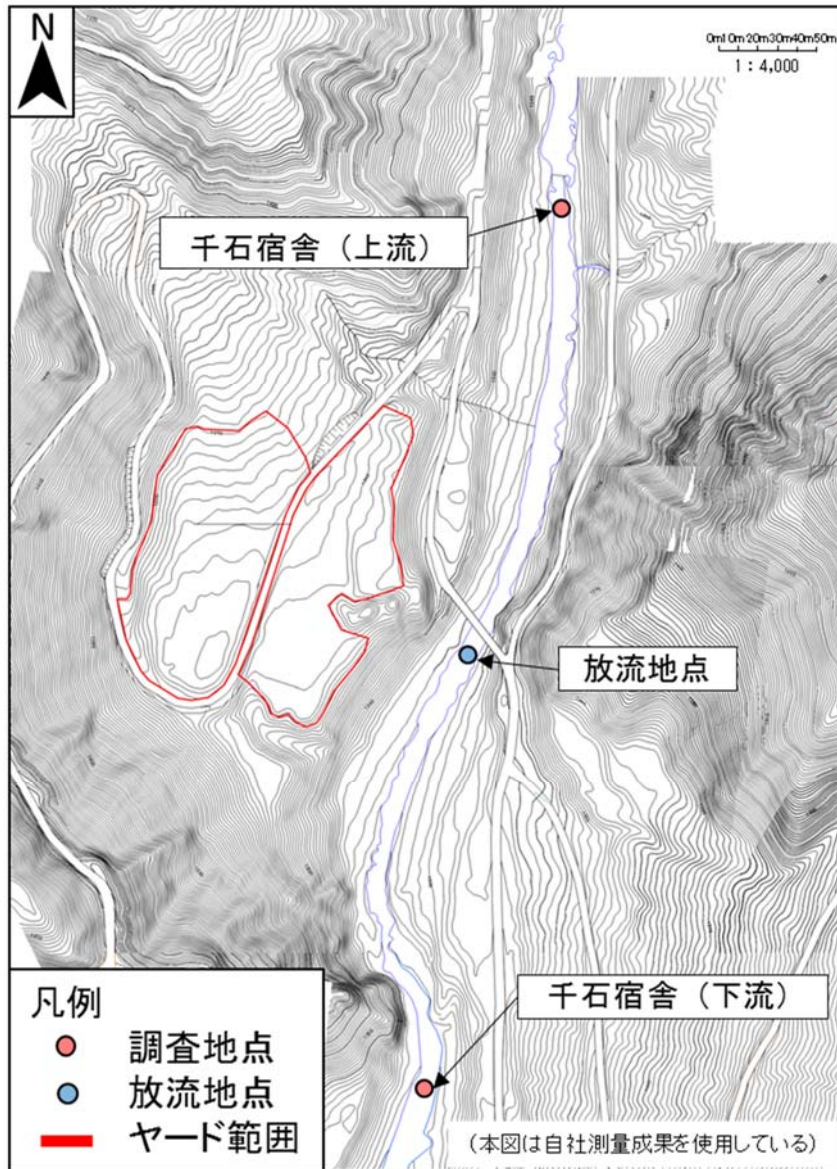 N
0m10m20m30m40m50m
1：4,000
千石宿舎（上流）
放流地点
千石宿舎（下流）
凡例
調査地点
放流地点
ヤード範囲
（本図は自社測量成果を使用している）